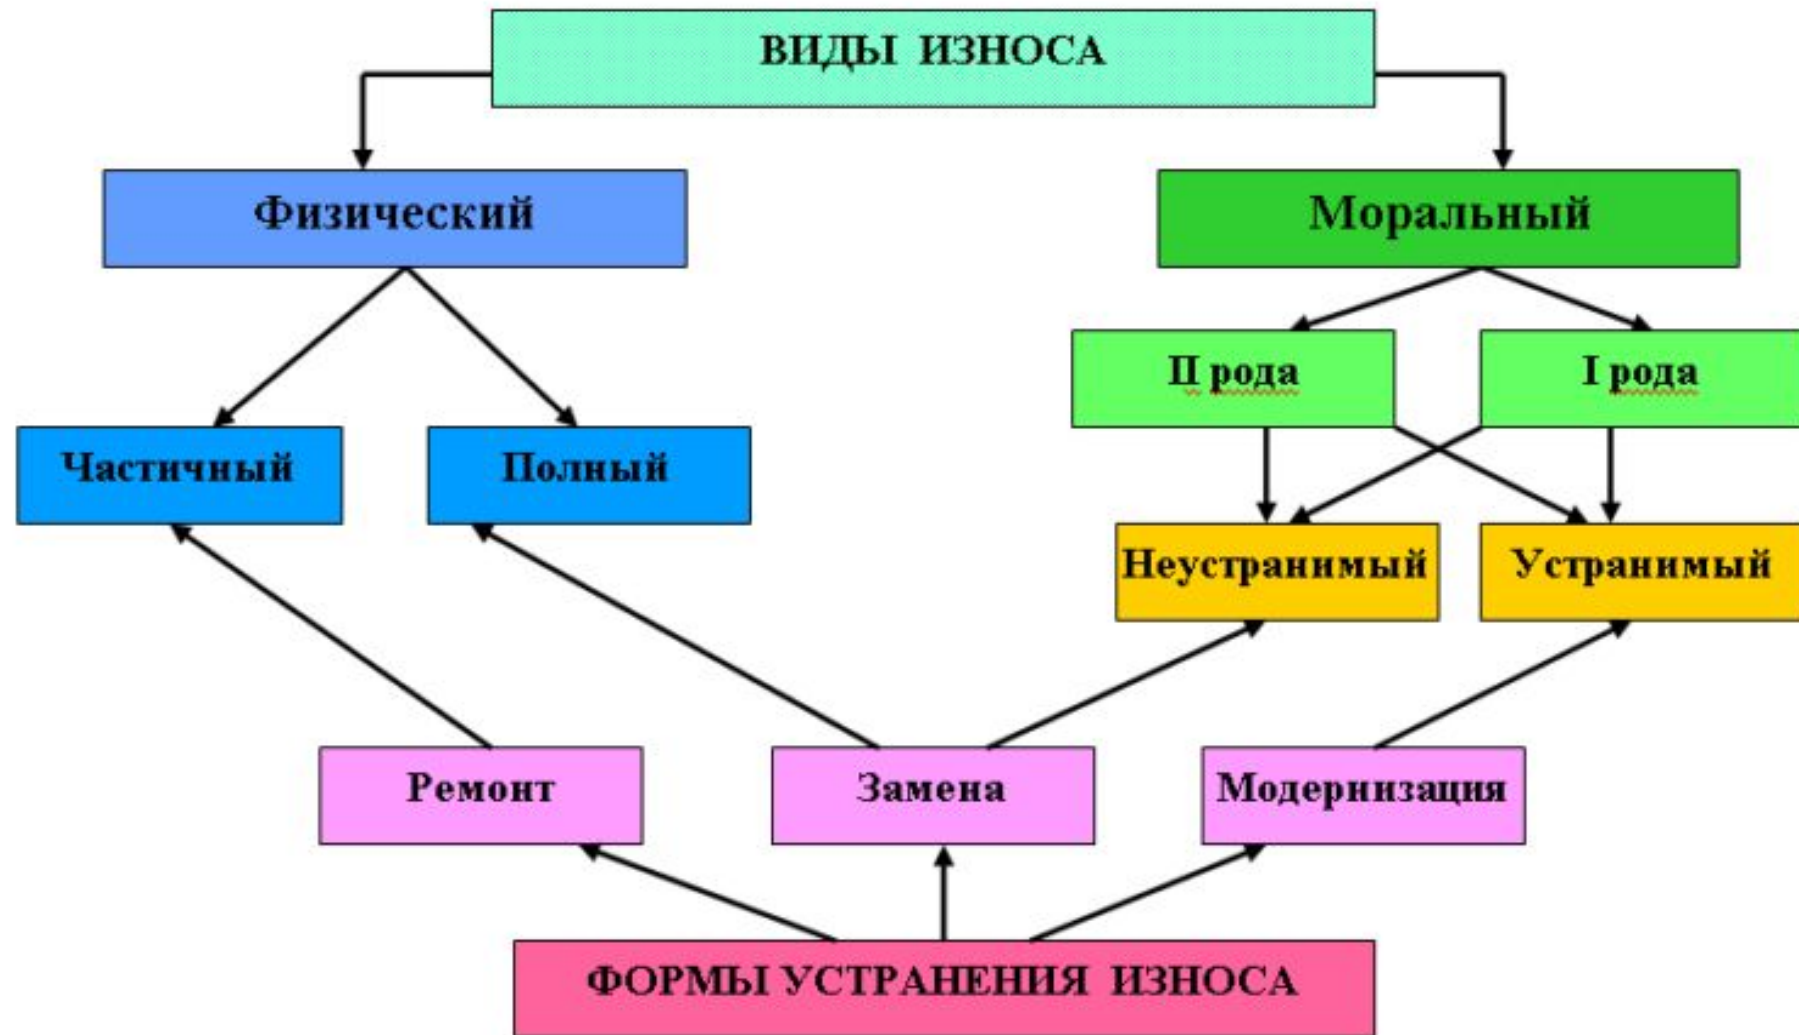 ВИДЫ ИЗНОСА
Физический
Моральный
II рода
I рода
Частичный
Полный
Неустранимый
Устранимый
Ремонт
Замена
Модернизация
ФОРМЫ УСТРАНЕНИЯ ИЗНОСА